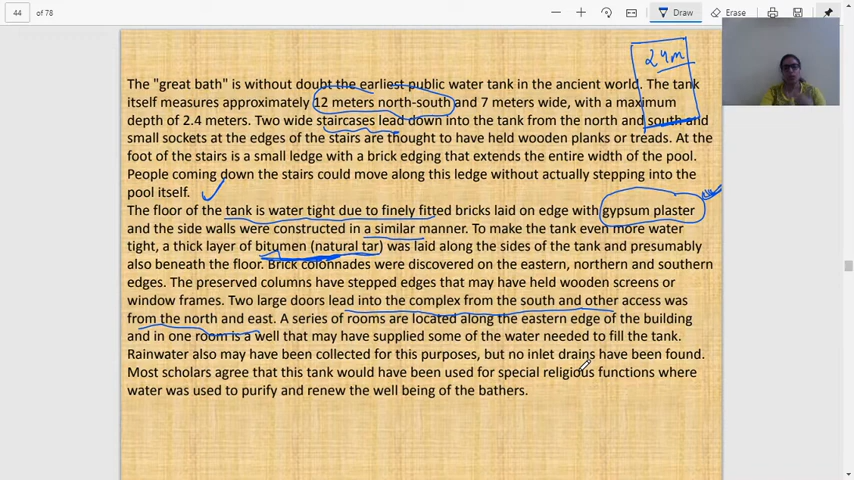 44 of 78
Draw
Erase
24m
The "great bath" is without doubt the earliest public water tank in the ancient world. The tank
itself measures approximately 12 meters north-south and 7 meters wide, with a maximum
depth of 2.4 meters. Two wide staircases lead down into the tank from the north and south and
small sockets at the edges of the stairs are thought to have held wooden planks or treads. At the
foot of the stairs is a small ledge with a brick edging that extends the entire width of the pool.
People coming down the stairs could move along this ledge without actually stepping into the
pool itself.
The floor of the tank is water tight due to finely fitted bricks laid on edge with gypsum plaster
and the side walls were constructed in a similar manner. To make the tank even more water
tight, a thick layer of bitumen (natural tar) was laid along the sides of the tank and presumably
also beneath the floor. Brick colonnades were discovered on the eastern, northern and southern
edges. The preserved columns have stepped edges that may have held wooden screens or
window frames. Two large doors lead into the complex from the south and other access was
from the north and east. A series of rooms are located along the eastern edge of the building
and in one room is a well that may have supplied some of the water needed to fill the tank.
Rainwater also may have been collected for this purposes, but no inlet drains have been found.
Most scholars agree that this tank would have been used for special religious functions where
water was used to purify and renew the well being of the bathers.